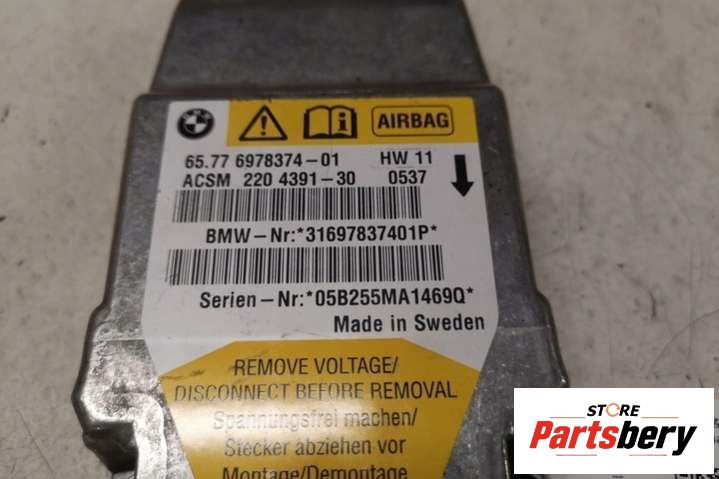 AIRBAG
65.77 6978374-01 HW 11
ACSM 220 4391-30 0537
BMW-Nr:*31697837401P*
Serien-Nr:*05B255MA1469Q*
Made in Sweden
REMOVE VOLTAGE/
DISCONNECT BEFORE REMOVAL
Spannungsfrei machen/
Stecker abziehen vor
Montage/Demontage
STORE
Partsbery